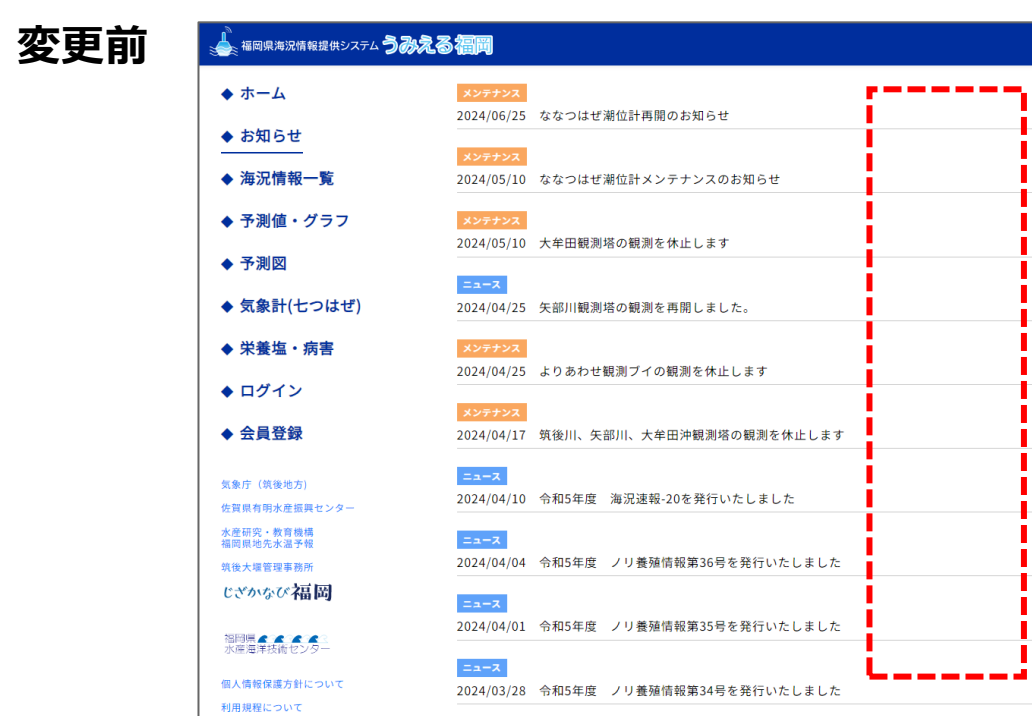 変更前
福岡県海況情報提供システム うみえる福岡
◆ ホーム
◆ お知らせ
◆ 海況情報一覧
◆ 予測値・グラフ
◆ 予測図
◆ 気象計(七つはぜ)
◆ 栄養塩・病害
◆ ログイン
◆ 会員登録
気象庁（筑後地方)
佐賀県有明水産振興センター
水産研究・教育機構
福岡県地先水温予報
筑後大堰管理事務所
じざかなび福岡
福岡県
水産海洋技術センター
個人情報保護方針について
利用規程について
メンテナンス
2024/06/25 ななつはぜ潮位計再開のお知らせ
メンテナンス
2024/05/10 ななつはぜ潮位計メンテナンスのお知らせ
メンテナンス
2024/05/10 大牟田観測塔の観測を休止します
ニュース
2024/04/25 矢部川観測塔の観測を再開しました。
メンテナンス
2024/04/25 よりあわせ観測ブイの観測を休止します
メンテナンス
2024/04/17 筑後川、矢部川、大牟田沖観測塔の観測を休止します
ニュース
2024/04/10 令和5年度　海況速報-20を発行いたしました
ニュース
2024/04/04 令和5年度　ノリ養殖情報第36号を発行いたしました
ニュース
2024/04/01 令和5年度　ノリ養殖情報第35号を発行いたしました
ニュース
2024/03/28 令和5年度　ノリ養殖情報第34号を発行いたしました